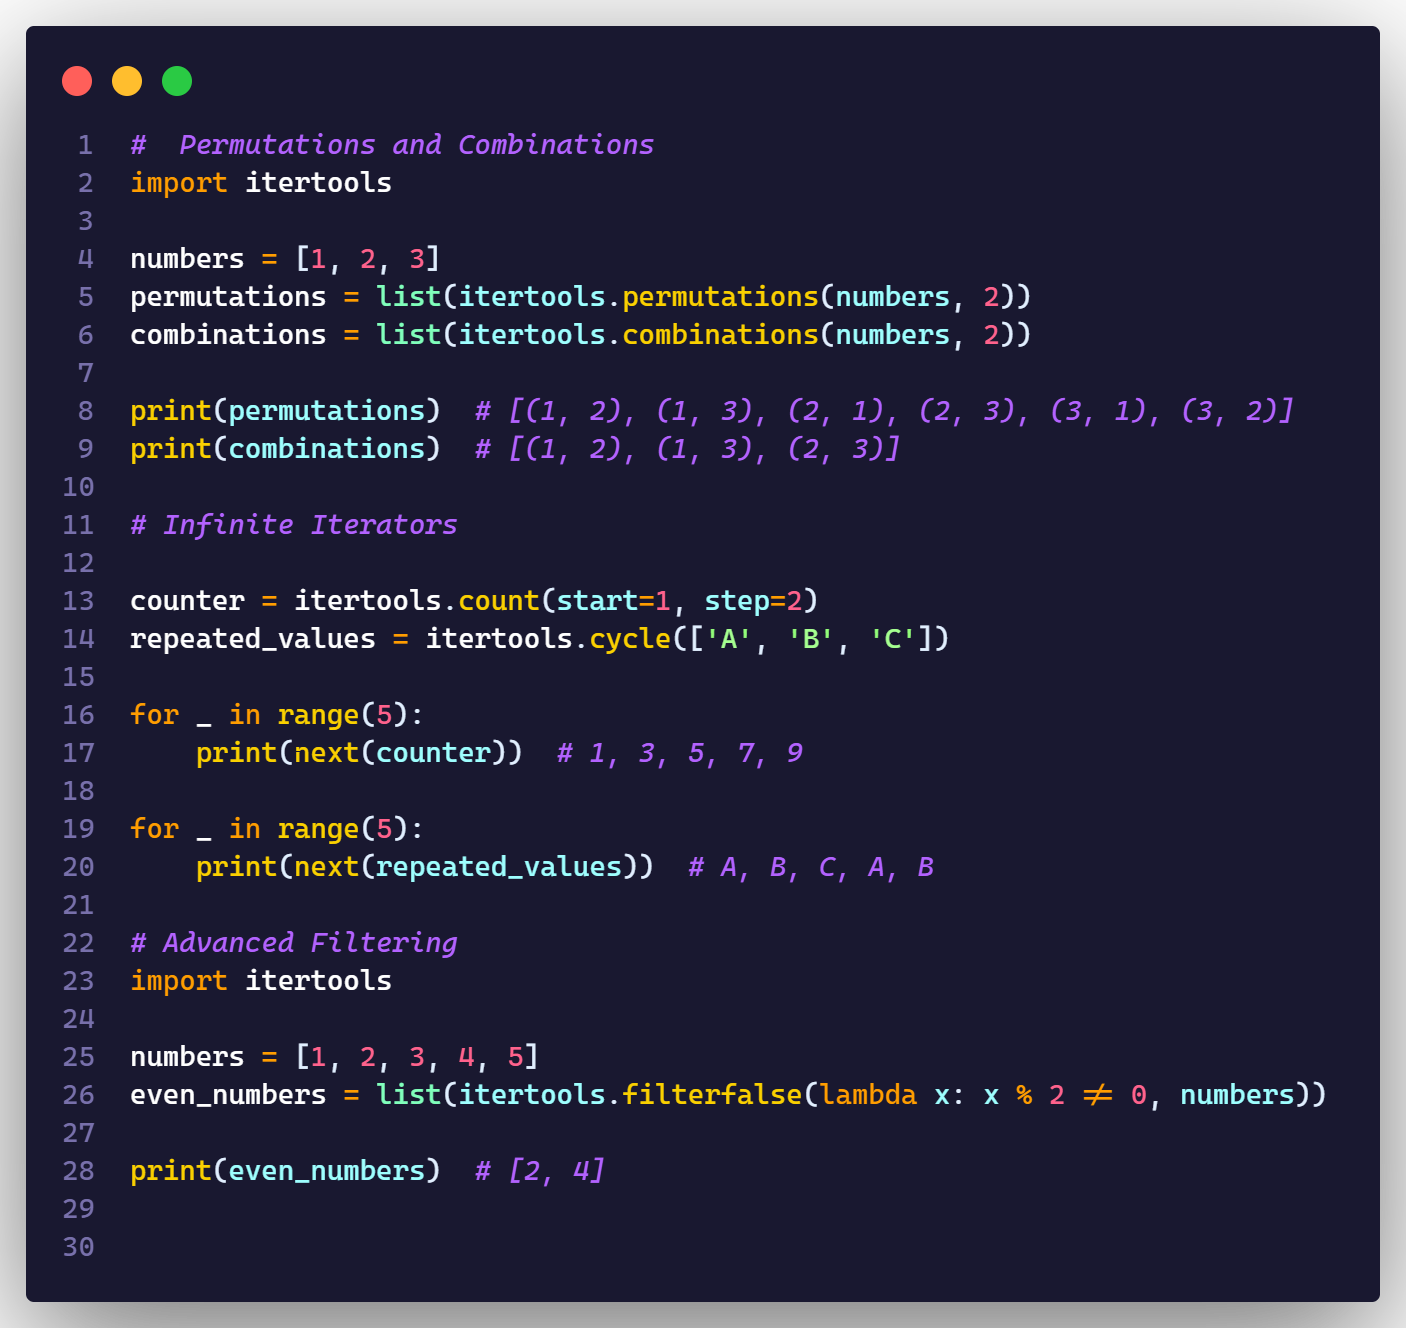 1 #  Permutations and Combinations
2 import itertools
3
4 numbers = [1, 2, 3]
5 permutations = list(itertools.permutations(numbers, 2))
6 combinations = list(itertools.combinations(numbers, 2))
7
8 print(permutations)  # [(1, 2), (1, 3), (2, 1), (2, 3), (3, 1), (3, 2)]
9 print(combinations)  # [(1, 2), (1, 3), (2, 3)]
10
11 # Infinite Iterators
12
13 counter = itertools.count(start=1, step=2)
14 repeated_values = itertools.cycle(['A', 'B', 'C'])
15
16 for _ in range(5):
17     print(next(counter))  # 1, 3, 5, 7, 9
18
19 for _ in range(5):
20     print(next(repeated_values))  # A, B, C, A, B
21
22 # Advanced Filtering
23 import itertools
24
25 numbers = [1, 2, 3, 4, 5]
26 even_numbers = list(itertools.filterfalse(lambda x: x % 2 != 0, numbers))
27
28 print(even_numbers)  # [2, 4]
29
30